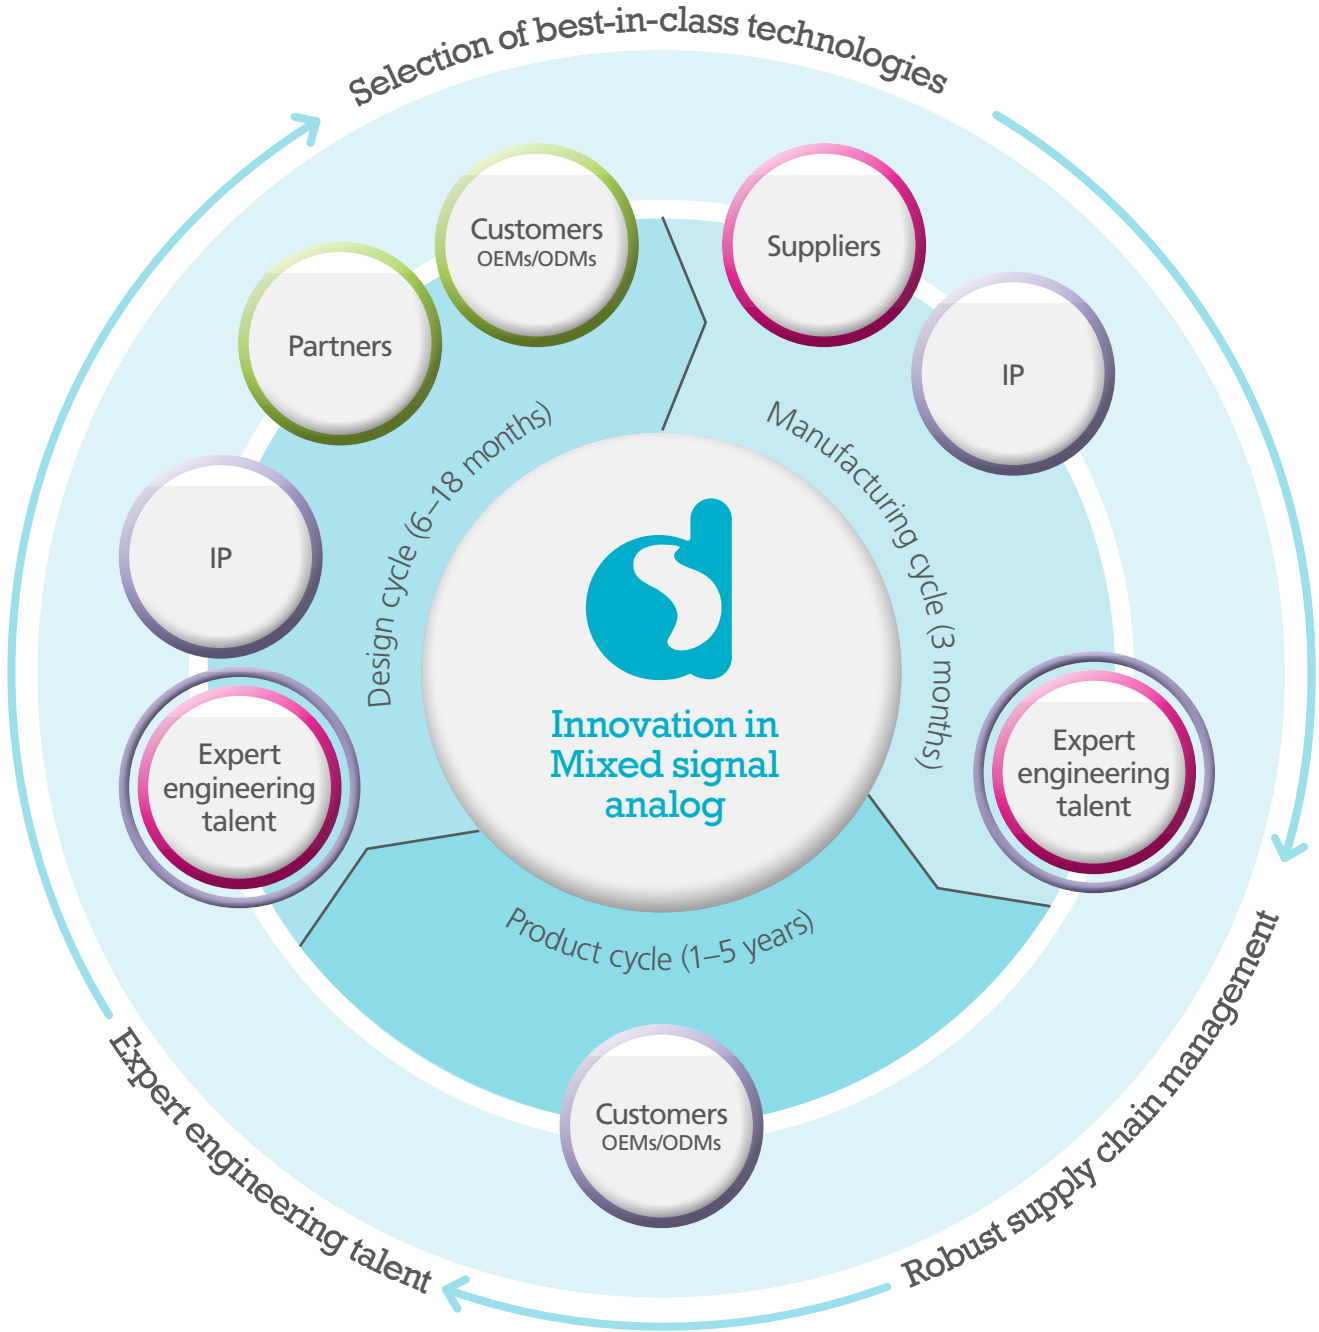 Selection of best-in-class technologies
Customers
OEMs/ODMs
Suppliers
Partners
IP
IP
Design cycle (6–18 months)
Manufacturing cycle (3 months)
Innovation in
Mixed signal
analog
Expert
engineering
talent
Expert
engineering
talent
Product cycle (1–5 years)
Customers
OEMs/ODMs
Expert engineering talent
Robust supply chain management